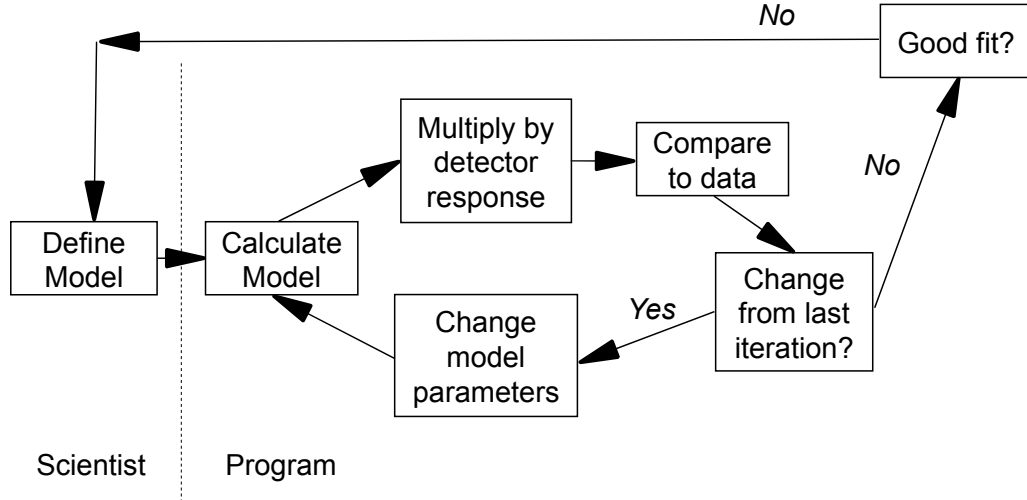 No
Good fit?
Multiply by
detector
response
Compare
to data
No
Define
Model
Calculate
Model
Change
from last
iteration?
Yes
Change
model
parameters
Scientist
Program